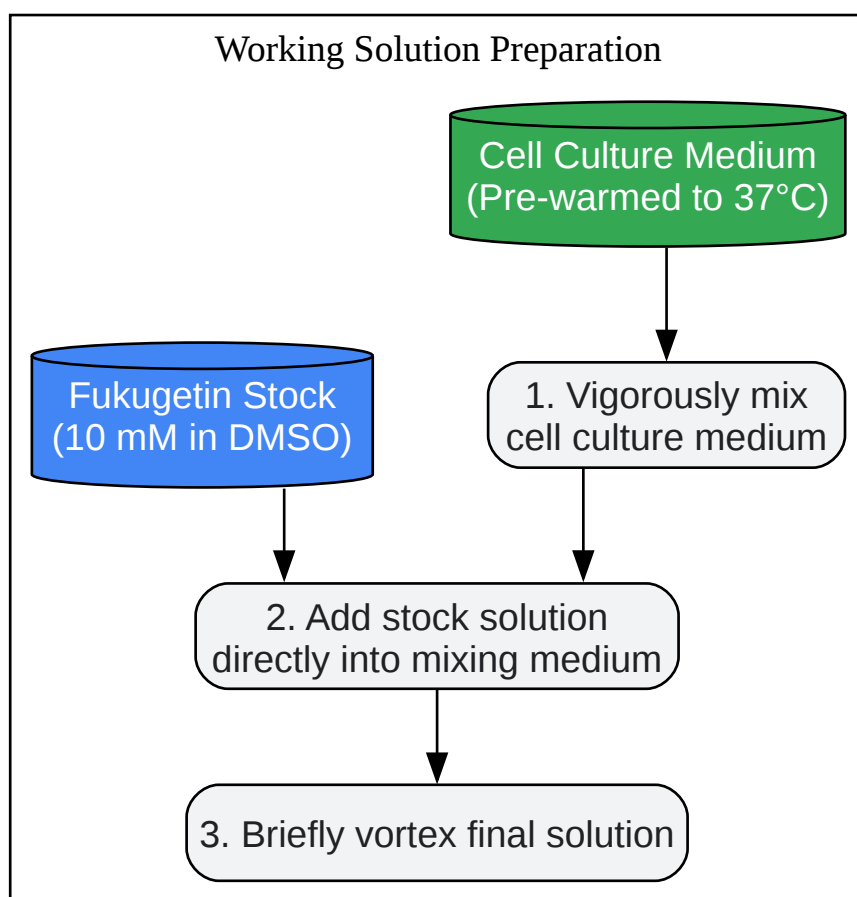 Working Solution Preparation
Cell Culture Medium
(Pre-warmed to 37°C)
Fukugetin Stock
(10 mM in DMSO)
1. Vigorously mix
cell culture medium
2. Add stock solution
directly into mixing medium
3. Briefly vortex final solution